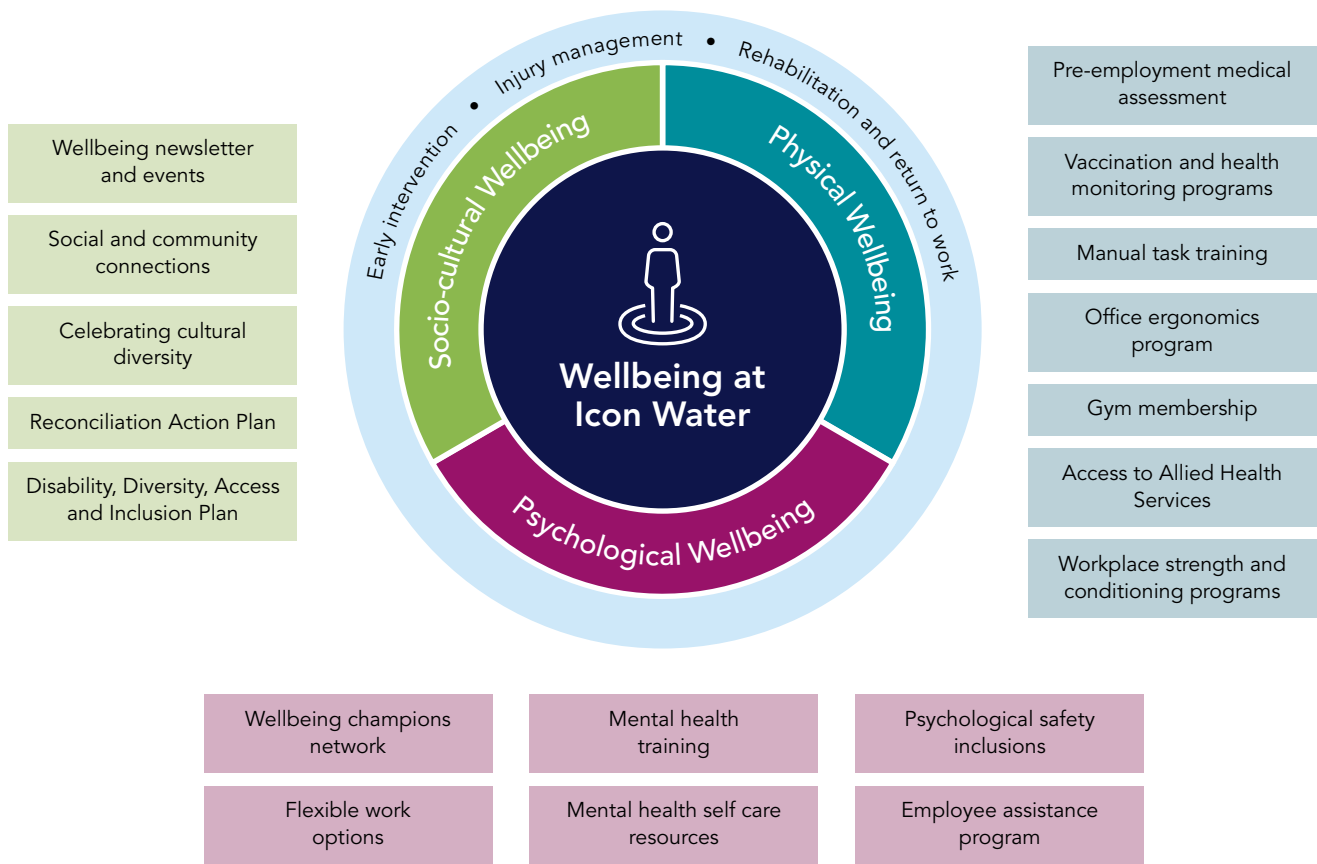 Early intervention • Injury management • Rehabilitation and return to work
Socio-cultural Wellbeing
Physical Wellbeing
Psychological Wellbeing
Wellbeing at
Icon Water
Wellbeing newsletter
and events
Social and community
connections
Celebrating cultural
diversity
Reconciliation Action Plan
Disability, Diversity, Access
and Inclusion Plan
Pre-employment medical
assessment
Vaccination and health
monitoring programs
Manual task training
Office ergonomics
program
Gym membership
Access to Allied Health
Services
Workplace strength and
conditioning programs
Wellbeing champions
network
Mental health
training
Psychological safety
inclusions
Flexible work
options
Mental health self care
resources
Employee assistance
program